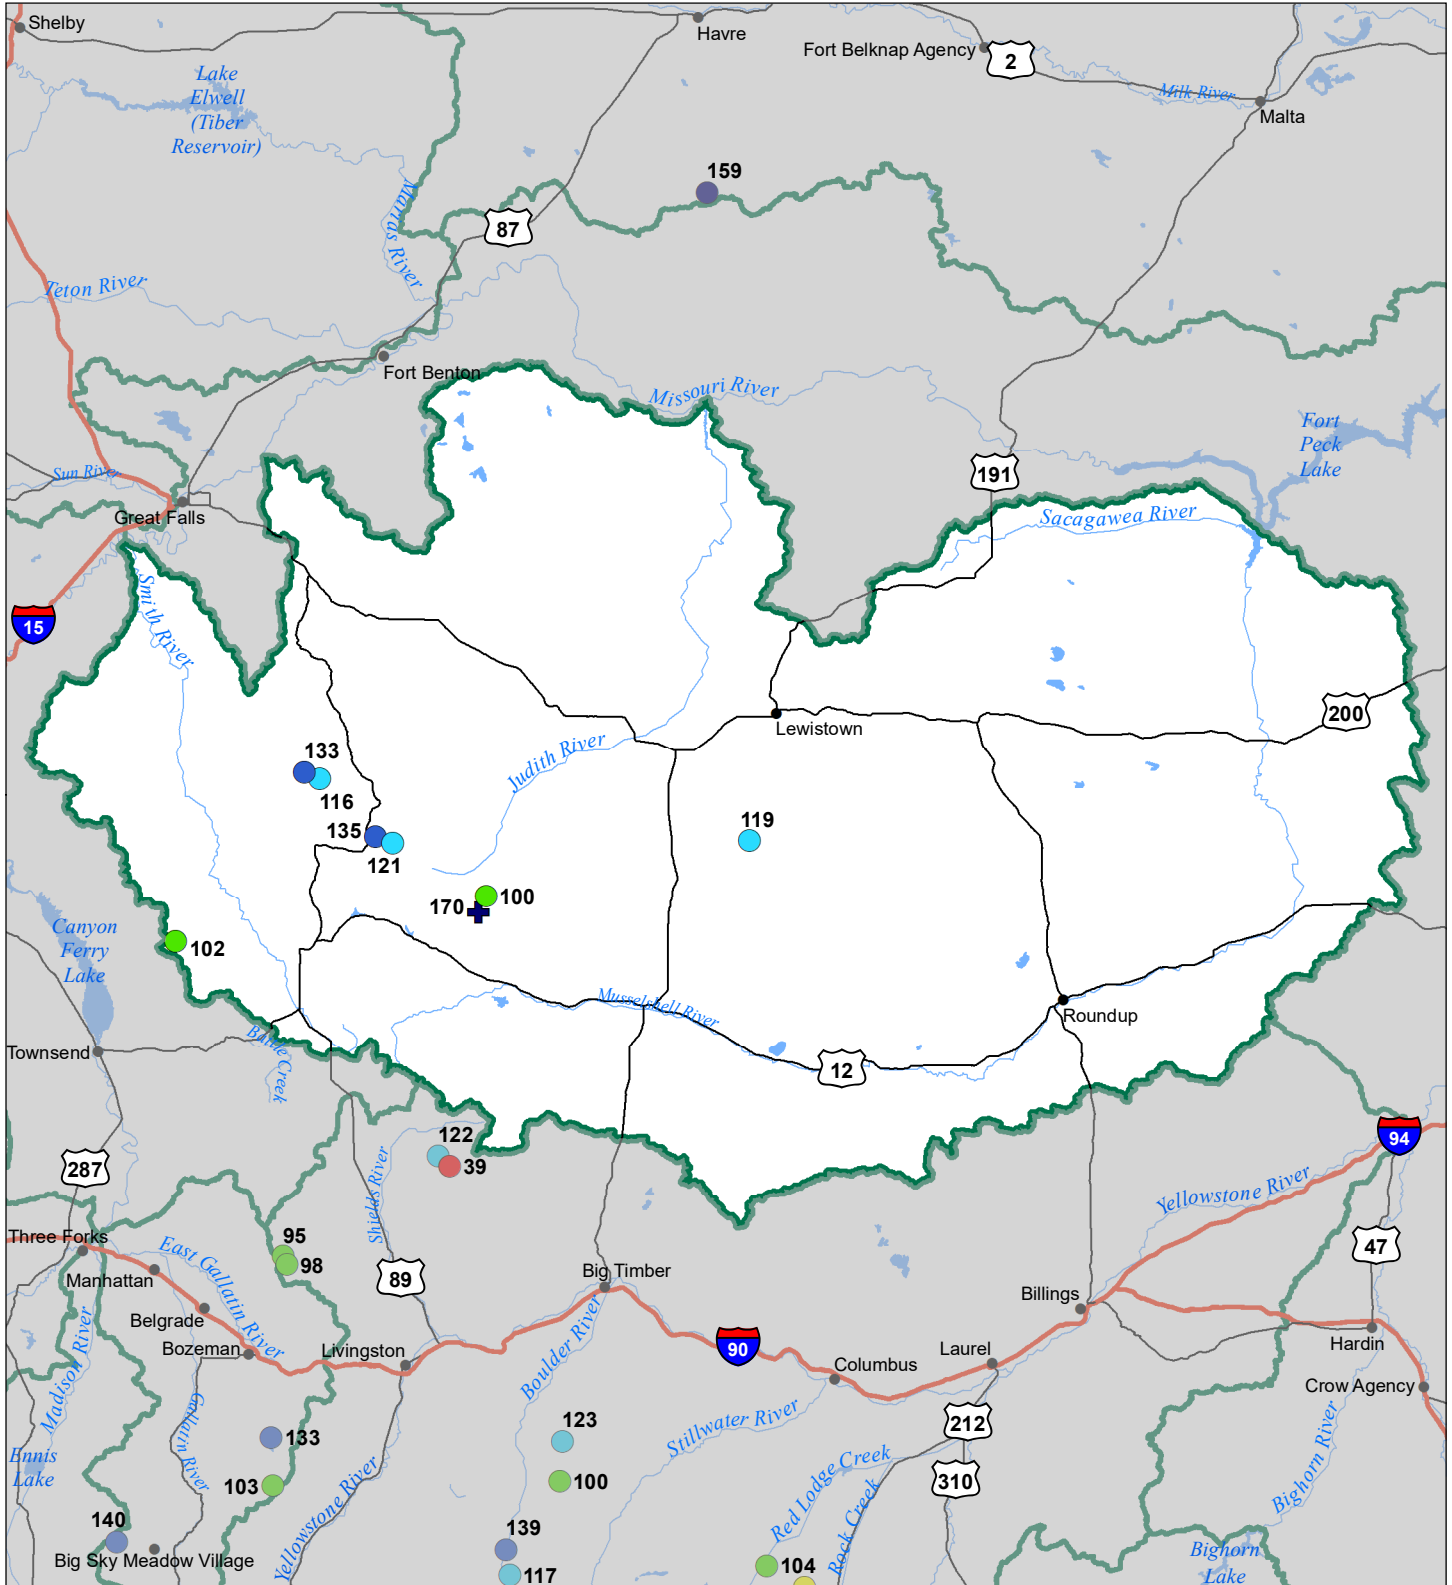 Shelby
Havre
Fort Belknap Agency
2
Lake
Elwell
(Tiber
Reservoir)
Milk River
Malta
159
Marias River
87
Teton River
Fort Benton
Missouri River
Fort
Peck
Lake
Sun River
191
Great Falls
Sacagawea River
Smith River
15
200
Lewistown
Judith River
133
116
135
121
119
170
100
Canyon
Ferry
Lake
102
Musselshell River
Roundup
Battle Creek
Townsend
12
94
122
39
287
Shields River
Yellowstone River
Three Forks
95
98
East Gallatin River
47
Manhattan
89
Big Timber
Billings
Belgrade
Bozeman
Livingston
90
Hardin
Madison River
Boulder River
Columbus
Laurel
Crow Agency
Gallatin River
212
123
Stillwater River
133
Ennis
Lake
103
100
Red Lodge Creek
310
Yellowstone River
Rock Creek
Bighorn River
140
139
Big Sky Meadow Village
117
104
Bighorn
Lake